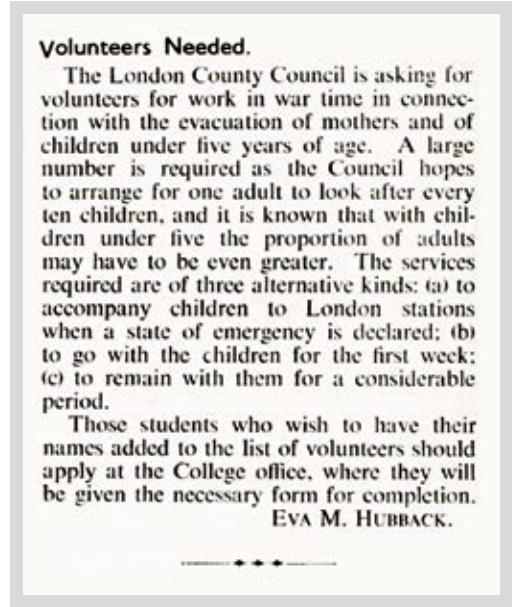 Volunteers Needed.
The London County Council is asking for
volunteers for work in war time in connec-
tion with the evacuation of mothers and of
children under five years of age. A large
number is required as the Council hopes
to arrange for one adult to look after every
ten children, and it is known that with chil-
dren under five the proportion of adults
may have to be even greater. The services
required are of three alternative kinds: (a) to
accompany children to London stations
when a state of emergency is declared; (b)
to go with the children for the first week;
(c) to remain with them for a considerable
period.
Those students who wish to have their
names added to the list of volunteers should
apply at the College office, where they will
be given the necessary form for completion.
EVA M. HUBBACK.